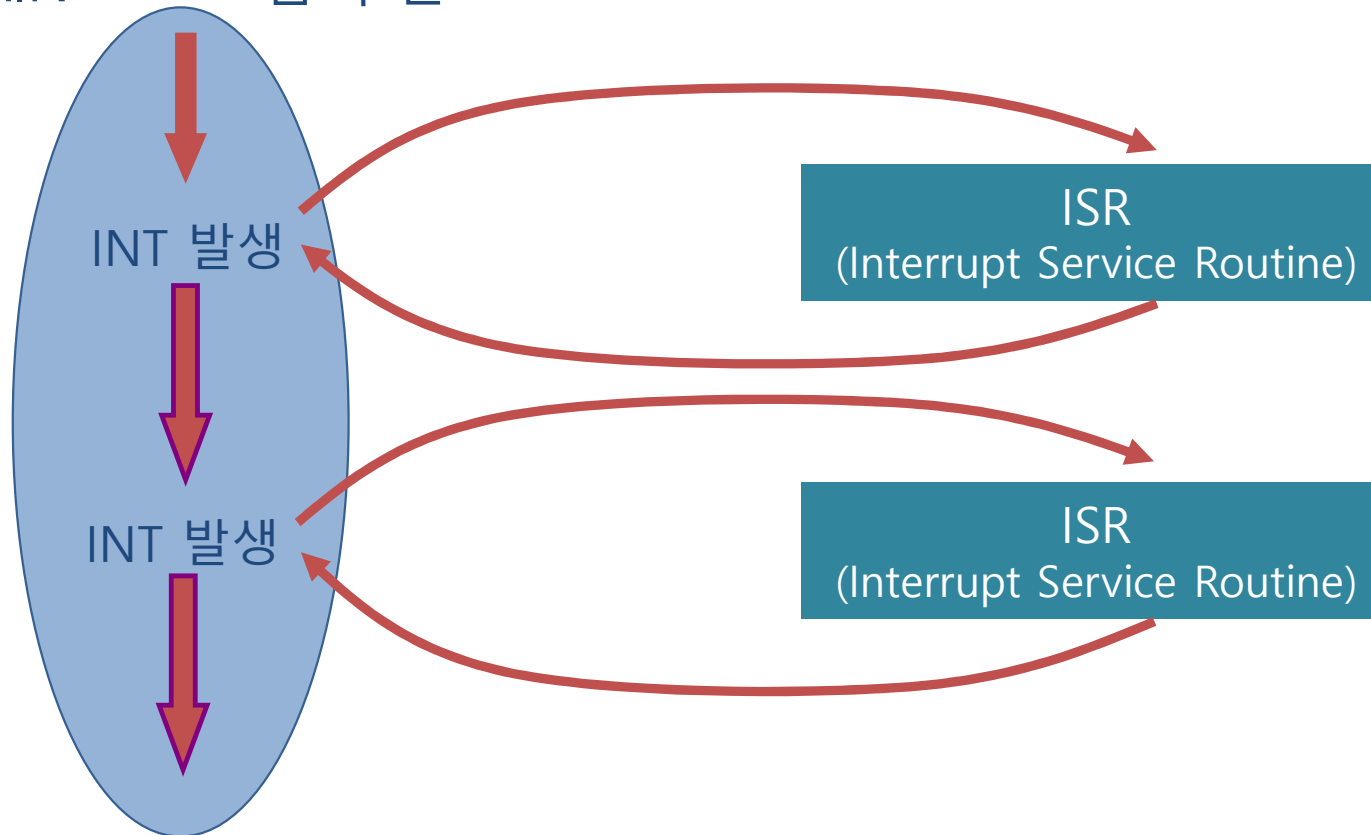 INT 발생
ISR
(Interrupt Service Routine)
INT 발생
ISR
(Interrupt Service Routine)